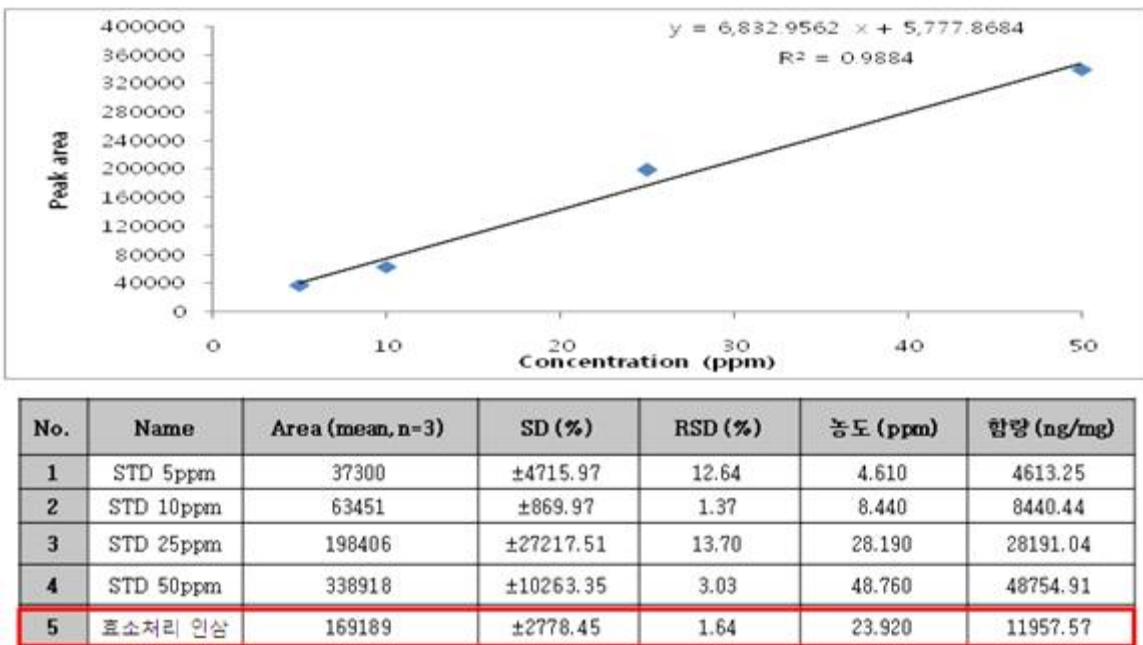 y = 6,832.9562 x + 5,777.8684
R² = 0.9884
400000
360000
320000
280000
240000
200000
160000
120000
80000
40000
0
Peak area
0 10 20 30 40 50
Concentration (ppm)
No. Name Area (mean, n=3) SD (%) RSD (%) 농도 (ppm) 함량 (ng/mg)
1 STD 5ppm 37300 ±4715.97 12.64 4.610 4613.25
2 STD 10ppm 63451 ±869.97 1.37 8.440 8440.44
3 STD 25ppm 198406 ±27217.51 13.70 28.190 28191.04
4 STD 50ppm 338918 ±10263.35 3.03 48.760 48754.91
5 효소처리 인삼 169189 ±2778.45 1.64 23.920 11957.57